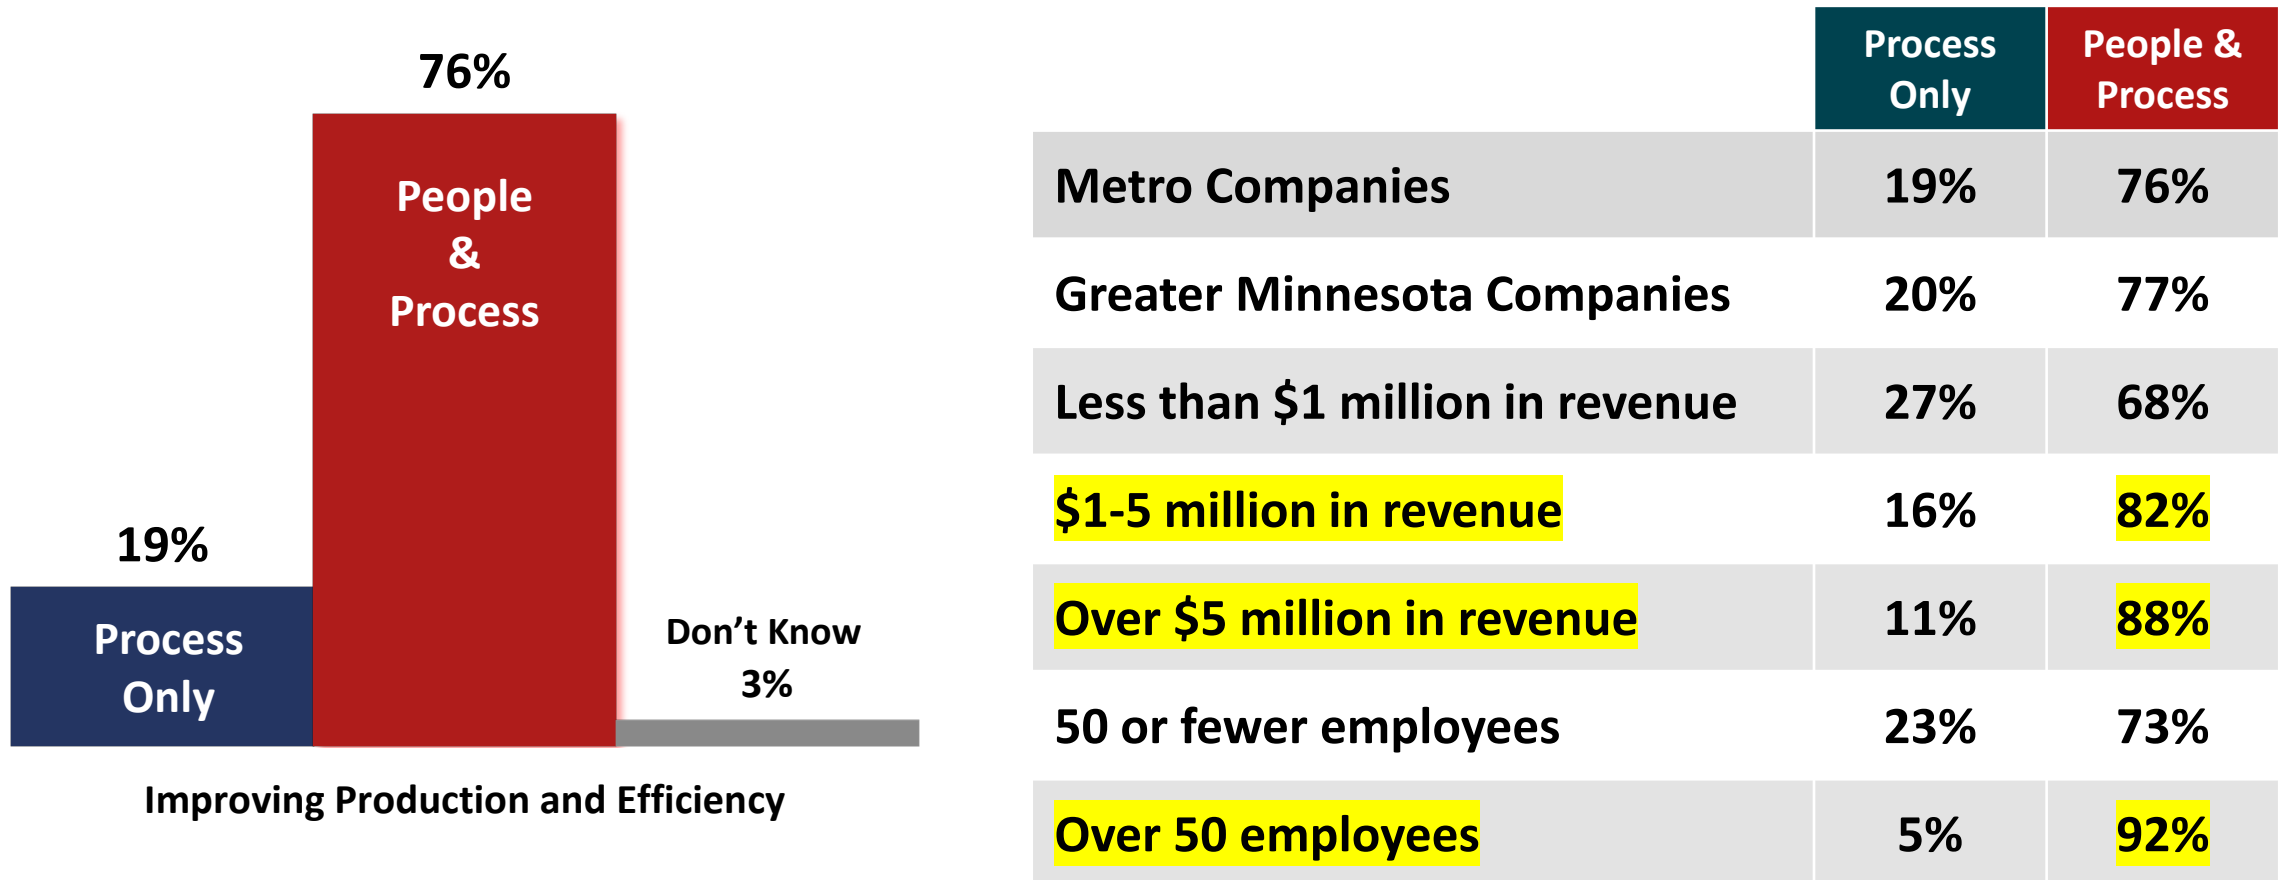 76%
People
&
Process
19%
Process
Only
Don’t Know
3%
Improving Production and Efficiency
Process
Only
People &
Process
Metro Companies 19% 76%
Greater Minnesota Companies 20% 77%
Less than $1 million in revenue 27% 68%
$1-5 million in revenue 16% 82%
Over $5 million in revenue 11% 88%
50 or fewer employees 23% 73%
Over 50 employees 5% 92%